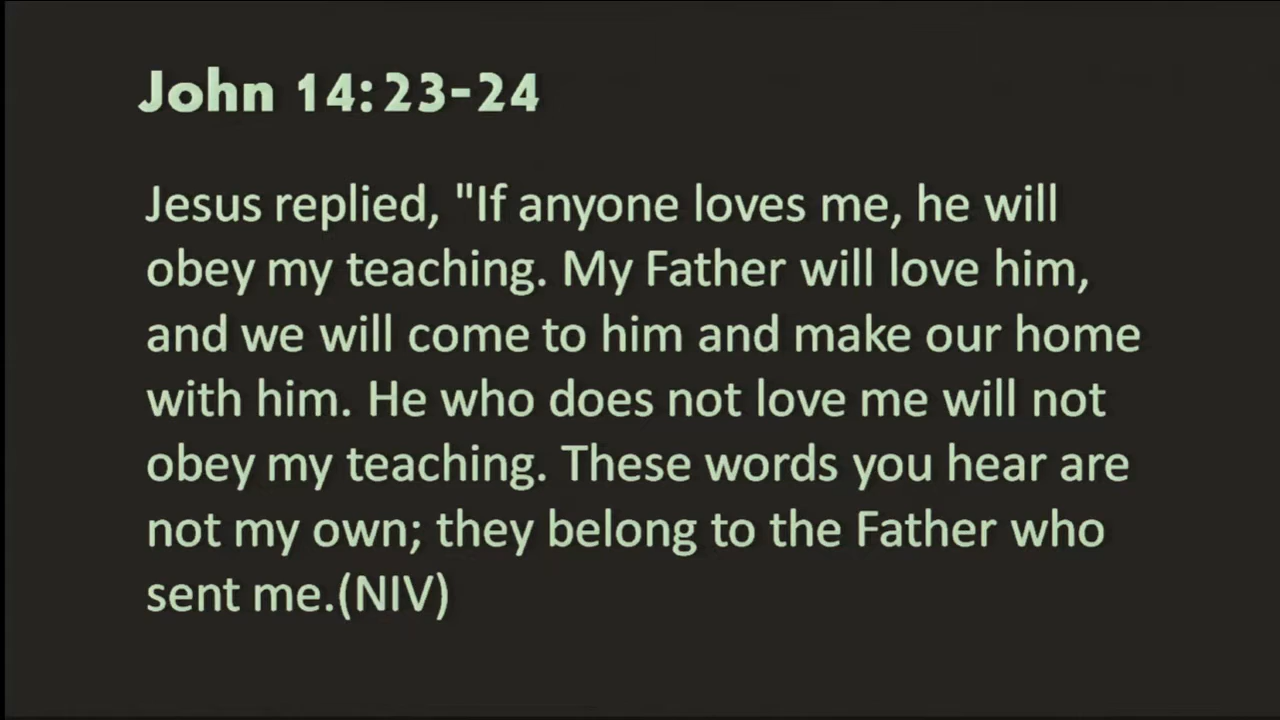 John 14:23-24
Jesus replied, "If anyone loves me, he will
obey my teaching. My Father will love him,
and we will come to him and make our home
with him. He who does not love me will not
obey my teaching. These words you hear are
not my own; they belong to the Father who
sent me.(NIV)